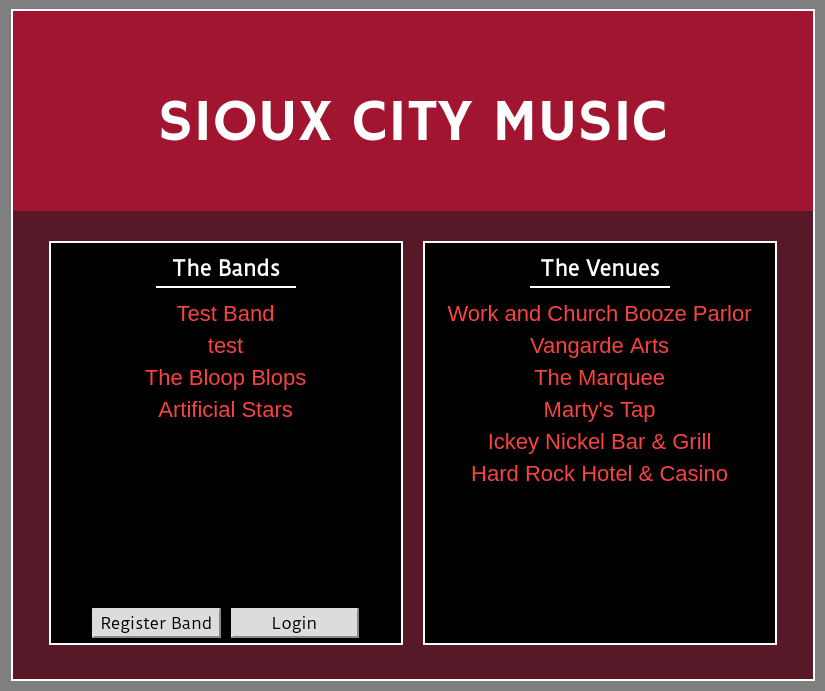 SIOUX CITY MUSIC
The Bands
Test Band
test
The Bloop Blops
Artificial Stars
Register Band
Login
The Venues
Work and Church Booze Parlor
Vangarde Arts
The Marquee
Marty's Tap
Ickey Nickel Bar & Grill
Hard Rock Hotel & Casino